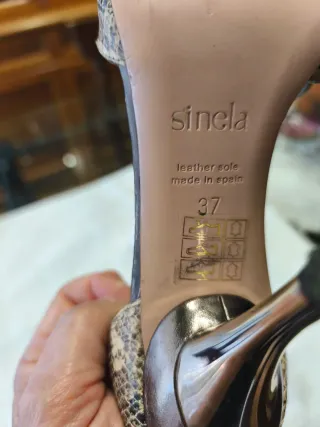 sinela
leather sole
made in spain
37